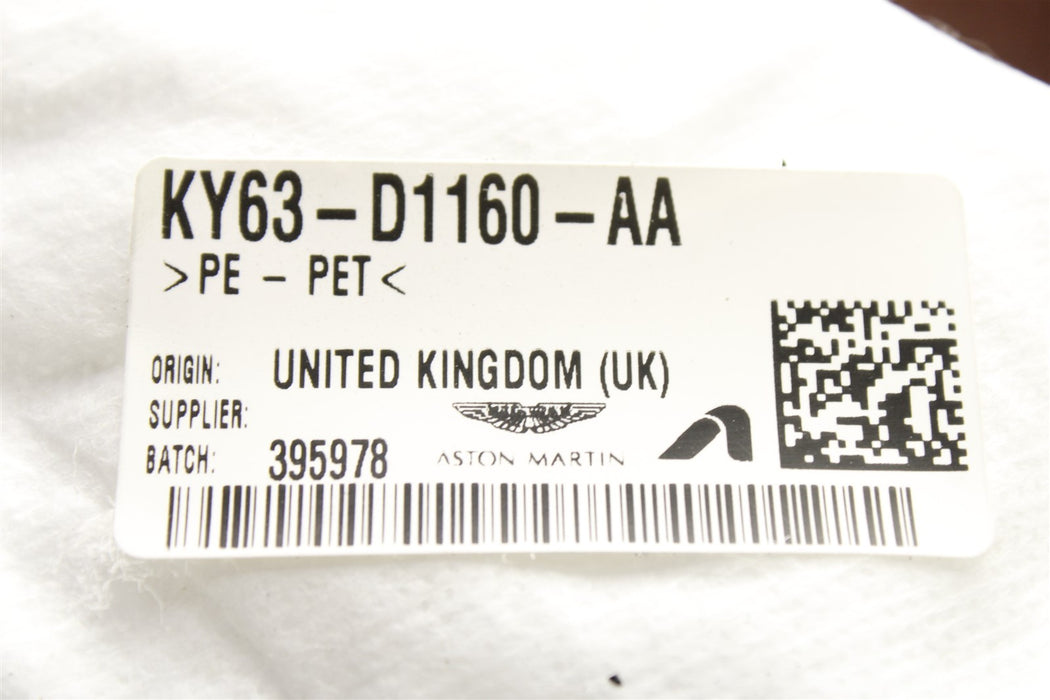 KY63-D1160-AA
>PE - PET<
ORIGIN: UNITED KINGDOM (UK)
SUPPLIER:
BATCH: 395978
ASTON MARTIN